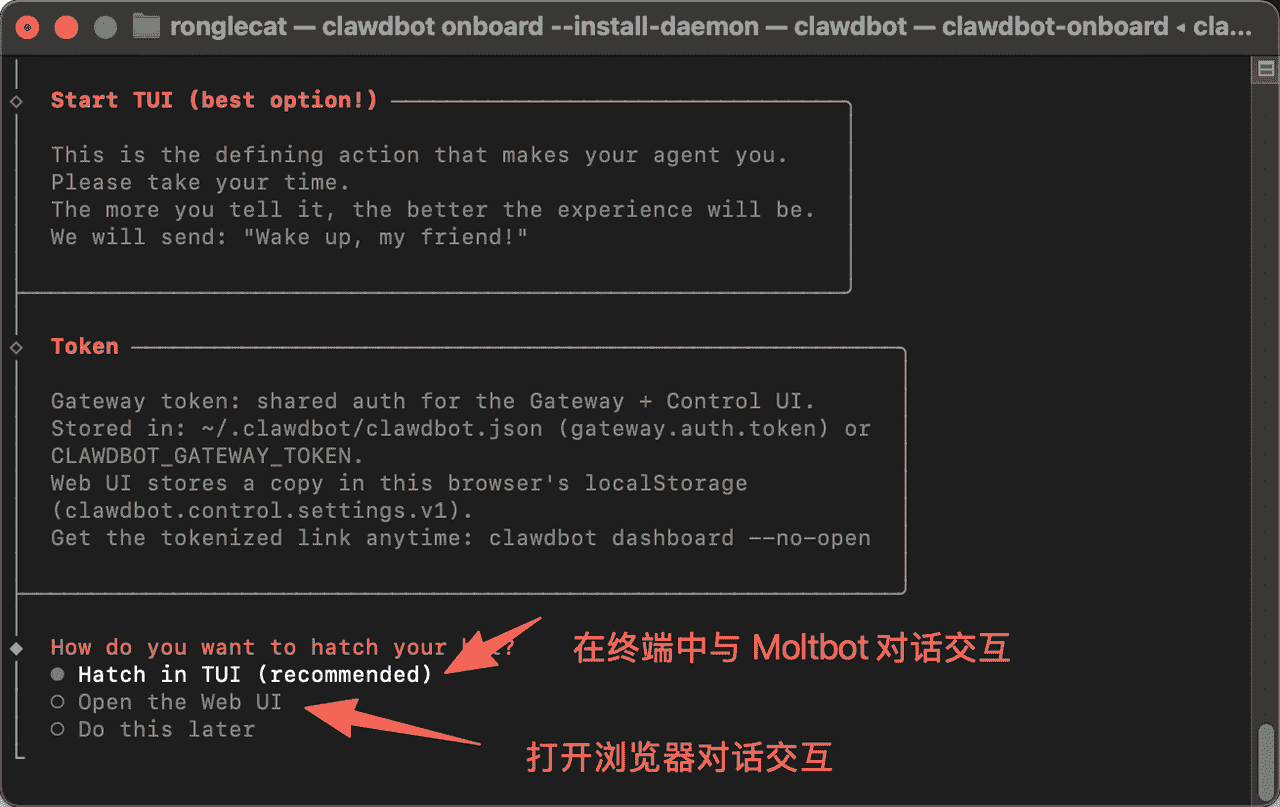 ronglecat — clawdbot onboard --install-daemon — clawdbot — clawdbot-onboard ◂ cla...
Start TUI (best option!)
This is the defining action that makes your agent you.
Please take your time.
The more you tell it, the better the experience will be.
We will send: "Wake up, my friend!"
Token
Gateway token: shared auth for the Gateway + Control UI.
Stored in: ~/.clawdbot/clawdbot.json (gateway.auth.token) or
CLAWDBOT_GATEWAY_TOKEN.
Web UI stores a copy in this browser's localStorage
(clawdbot.control.settings.v1).
Get the tokenized link anytime: clawdbot dashboard --no-open
How do you want to hatch your ?
在终端中与 Moltbot 对话交互
Hatch in TUI (recommended)
Open the Web UI
Do this later
打开浏览器对话交互